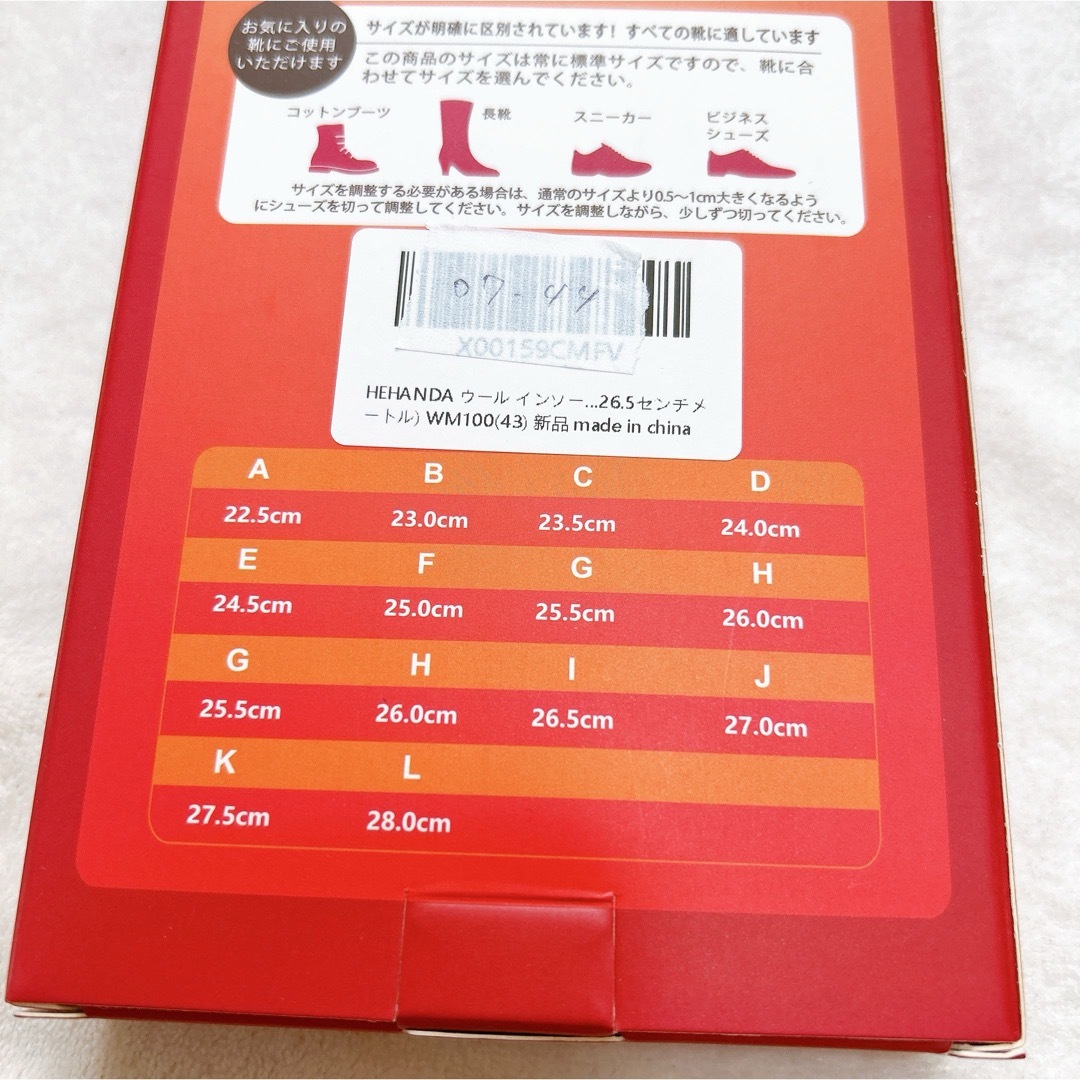 お気に入りの
靴にご使用
いただけます
サイズが明確に区別されています! すべての靴に適しています
この商品のサイズは常に標準サイズですので、靴に合
わせてサイズを選んでください。
コットンブーツ 長靴 スニーカー ビジネス
シューズ
サイズを調整する必要がある場合は、通常のサイズより0.5〜1cm大きくなるよう
にシューズを切って調整してください。サイズを調整しながら、少しずつ切ってください。
07-44
X00159CMFV
HEHANDA ウール インソー...26.5センチメ
ートル) WM100(43) 新品 made in china
A B C D
22.5cm 23.0cm 23.5cm 24.0cm
E F G H
24.5cm 25.0cm 25.5cm 26.0cm
G H I J
25.5cm 26.0cm 26.5cm 27.0cm
K L
27.5cm 28.0cm